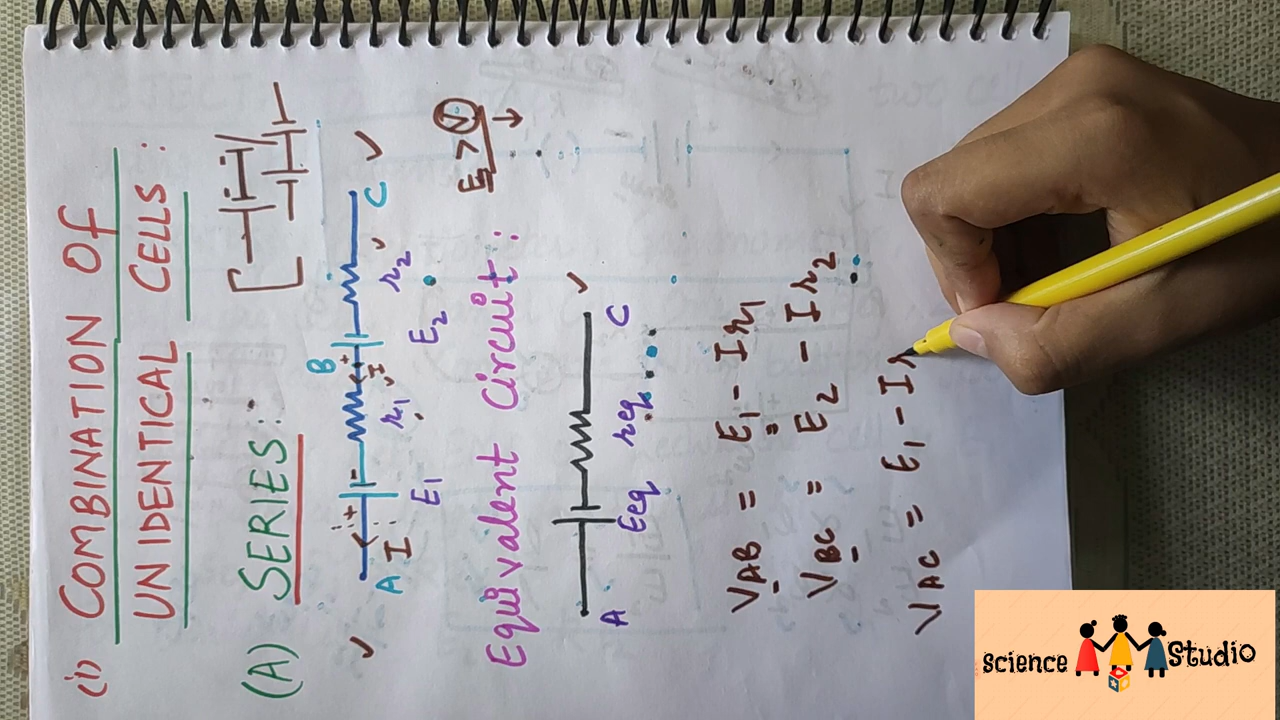 (i) COMBINATION Of
UNIDENTICAL CELLS :
(A) SERIES :
A I + - r1 I + B r2 C
E1 E2
Equivalent Circuit :
E > V
A Eeq req C
VAB = E1 - Ir1
VBC = E2 - Ir2
VAC = E1 - Ir
Science Studio